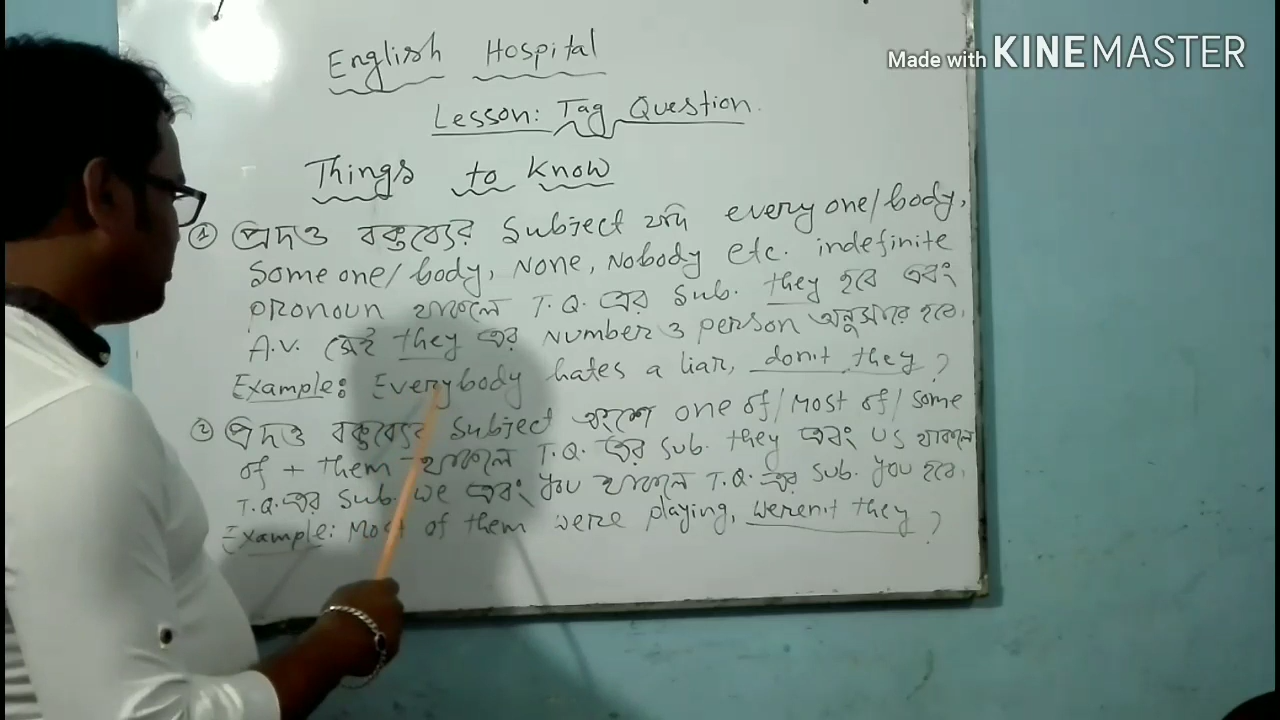 Made with KINEMASTER
English Hospital
Lesson: Tag Question.
Things to Know
① প্রদত্ত বক্তব্যের Subject যদি every one/body,
Some one/body, None, Nobody etc. indefinite
pronoun থাকলে T.Q. এর Sub. they হবে এবং
A.V. সেই they এর Number ও person অনুসারে হবে.
Example: Everybody hates a liar, don't they?
② প্রদত্ত বক্তব্যের Subject অংশে one of/Most of/some
of + them থাকলে T.Q. এর Sub. they এবং us থাকলে
T.Q. এর Sub. we এবং you থাকলে T.Q. এর Sub. you হবে.
Example: Most of them were playing, weren't they?